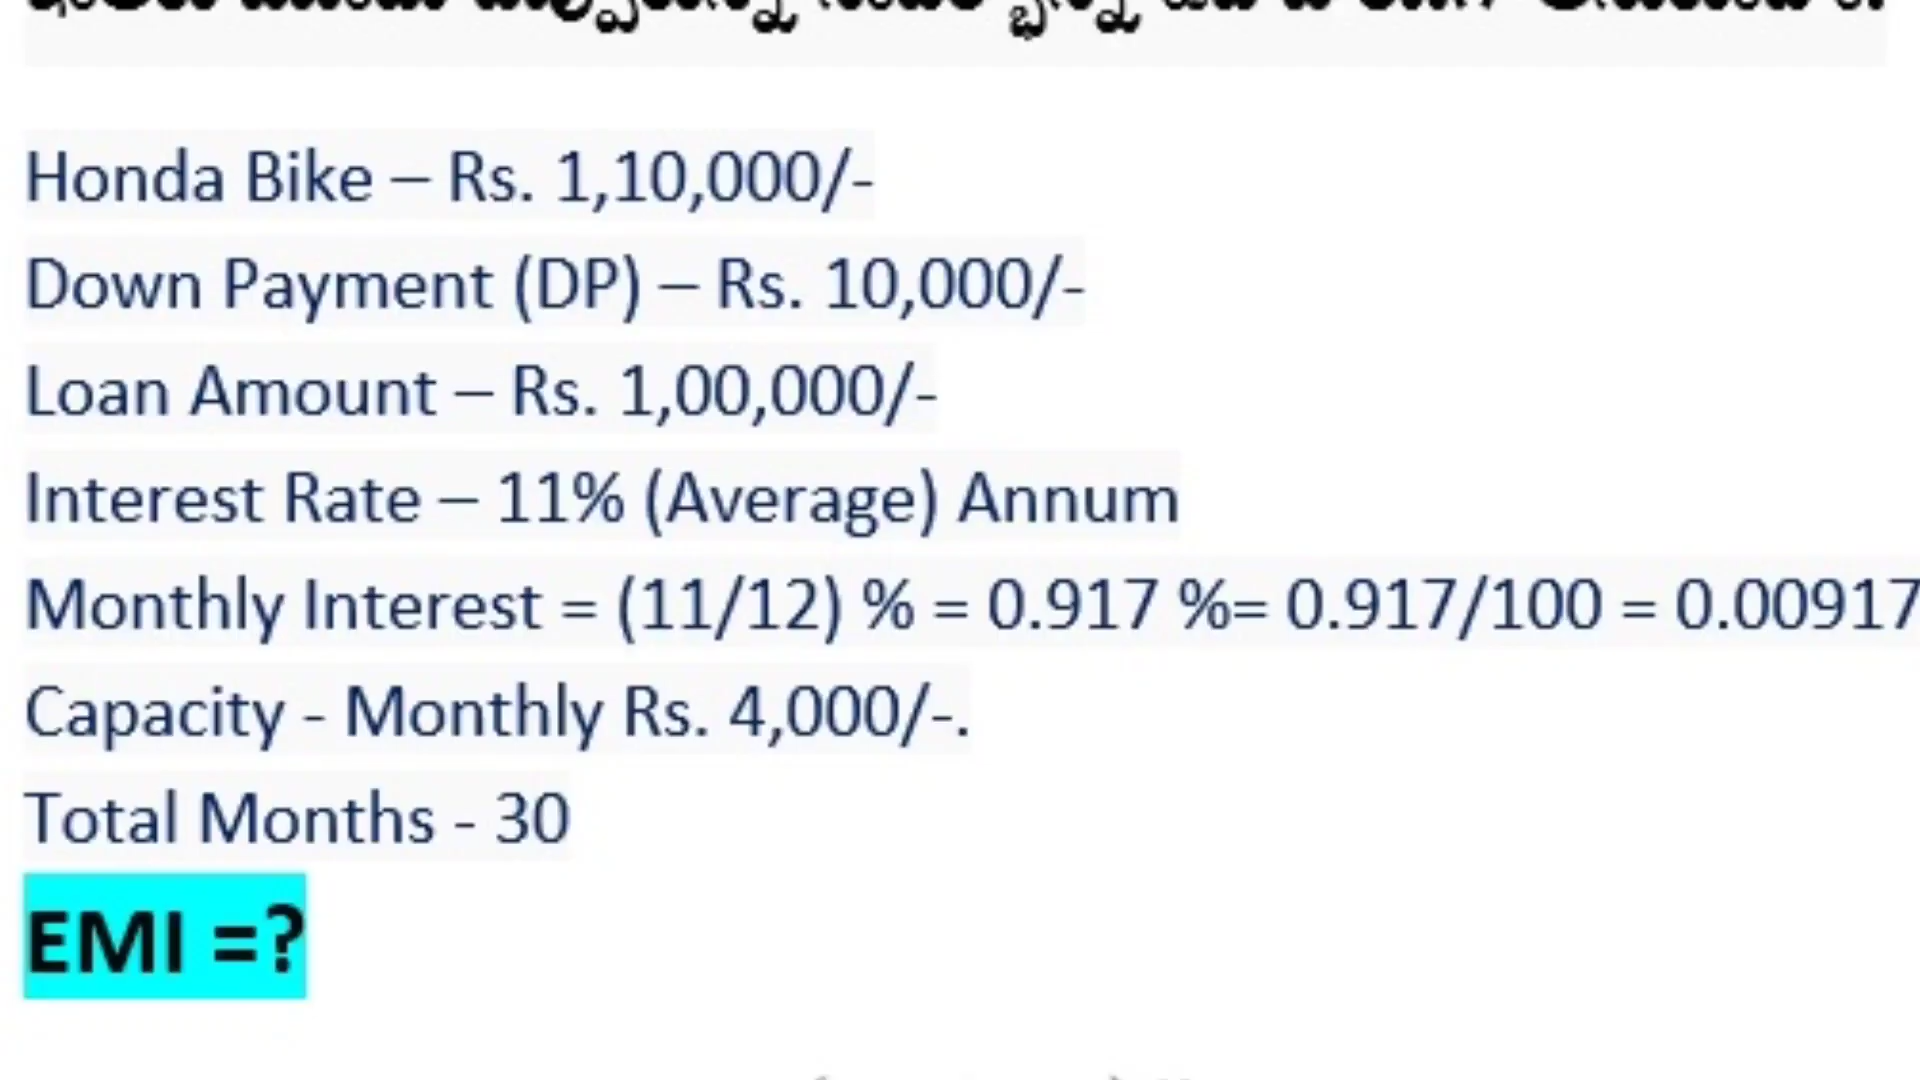 Honda Bike – Rs. 1,10,000/-
Down Payment (DP) – Rs. 10,000/-
Loan Amount – Rs. 1,00,000/-
Interest Rate – 11% (Average) Annum
Monthly Interest = (11/12) % = 0.917 %= 0.917/100 = 0.00917
Capacity - Monthly Rs. 4,000/-.
Total Months - 30
EMI =?